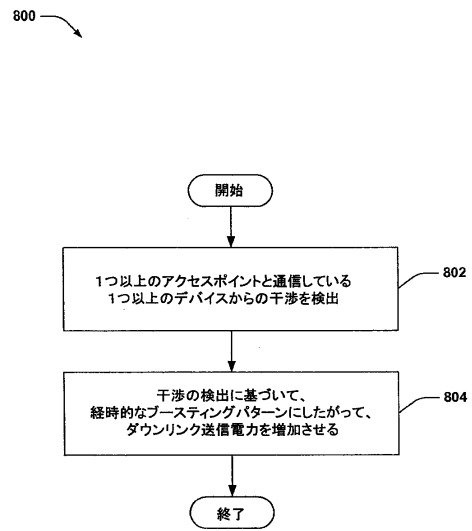 800
開始
1つ以上のアクセスポイントと通信している
1つ以上のデバイスからの干渉を検出
802
干渉の検出に基づいて、
経時的なブースティングパターンにしたがって、
ダウンリンク送信電力を増加させる
804
終了